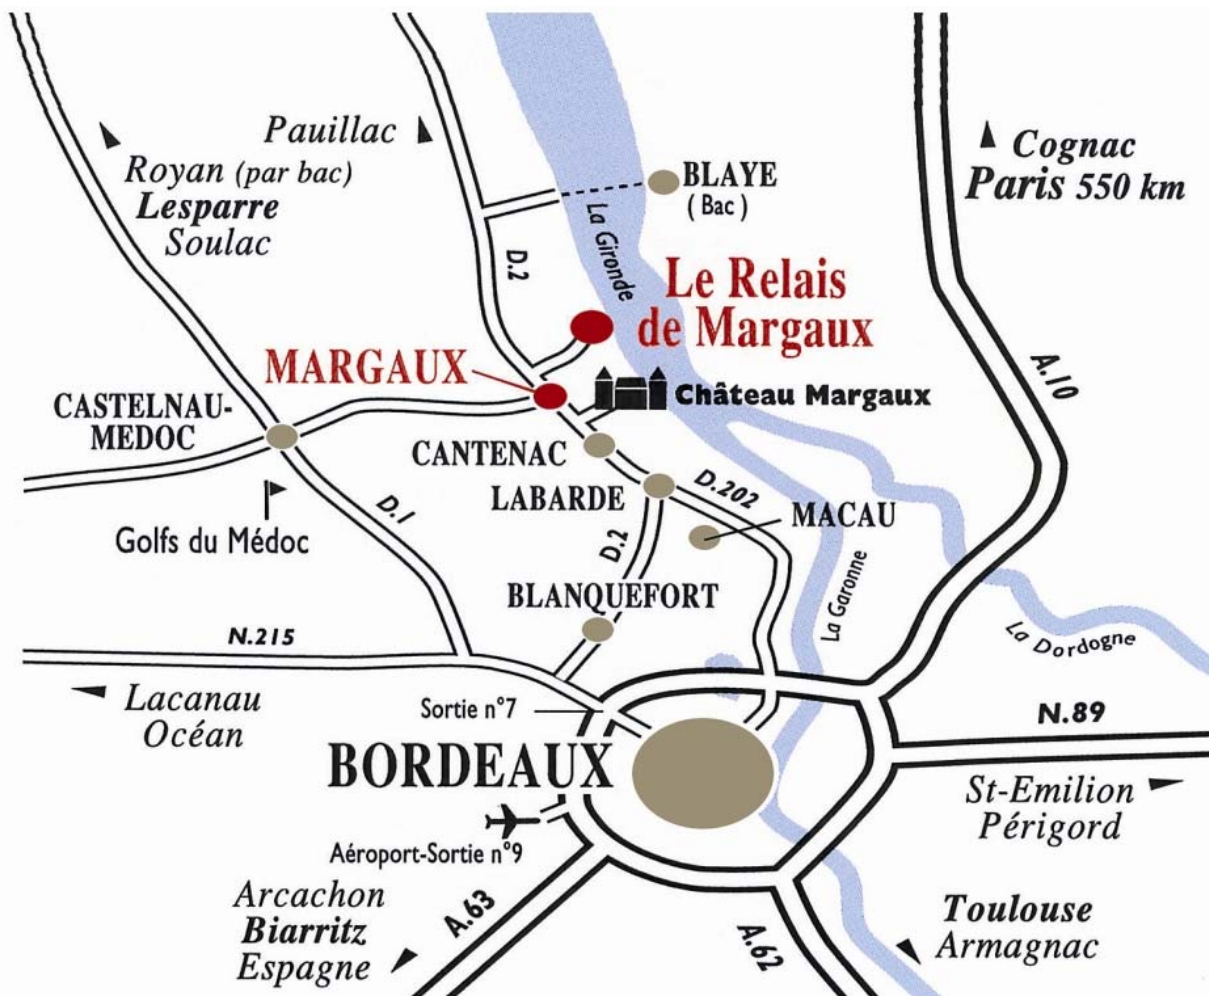 Pauillac
Royan (par bac)
Lesparre
Soulac
BLAYE
( Bac )
Cognac
Paris 550 km
La Gironde
D.2
Le Relais
de Margaux
MARGAUX
Château Margaux
A.10
CASTELNAU-
MEDOC
CANTENAC
LABARDE
D.202
MACAU
D.1
Golfs du Médoc
D.2
BLANQUEFORT
La Garonne
La Dordogne
N.215
Lacanau
Océan
Sortie n°7
N.89
BORDEAUX
St-Emilion
Périgord
Aéroport-Sortie n°9
Arcachon
Biarritz
Espagne
A.63
A.62
Toulouse
Armagnac